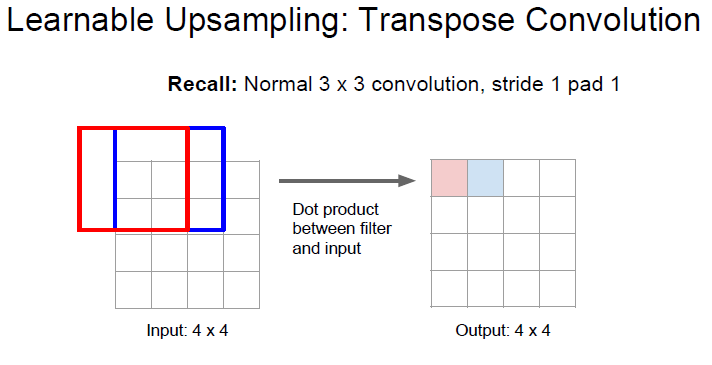 Learnable Upsampling: Transpose Convolution
Recall: Normal 3 x 3 convolution, stride 1 pad 1
Dot product
between filter
and input
Input: 4 x 4
Output: 4 x 4